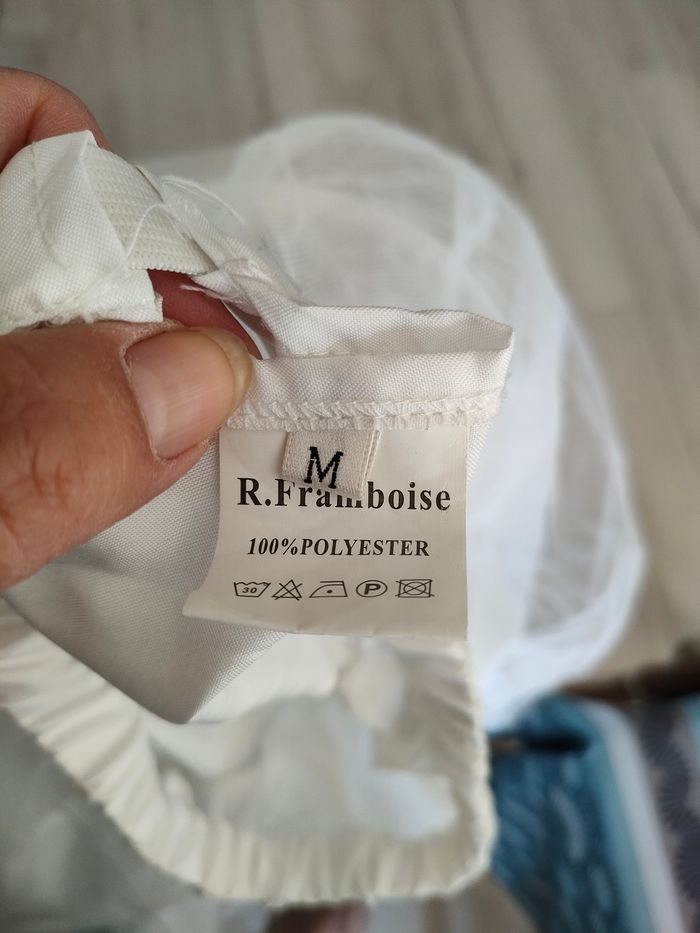 M
R.Framboise
100%POLYESTER
30 P